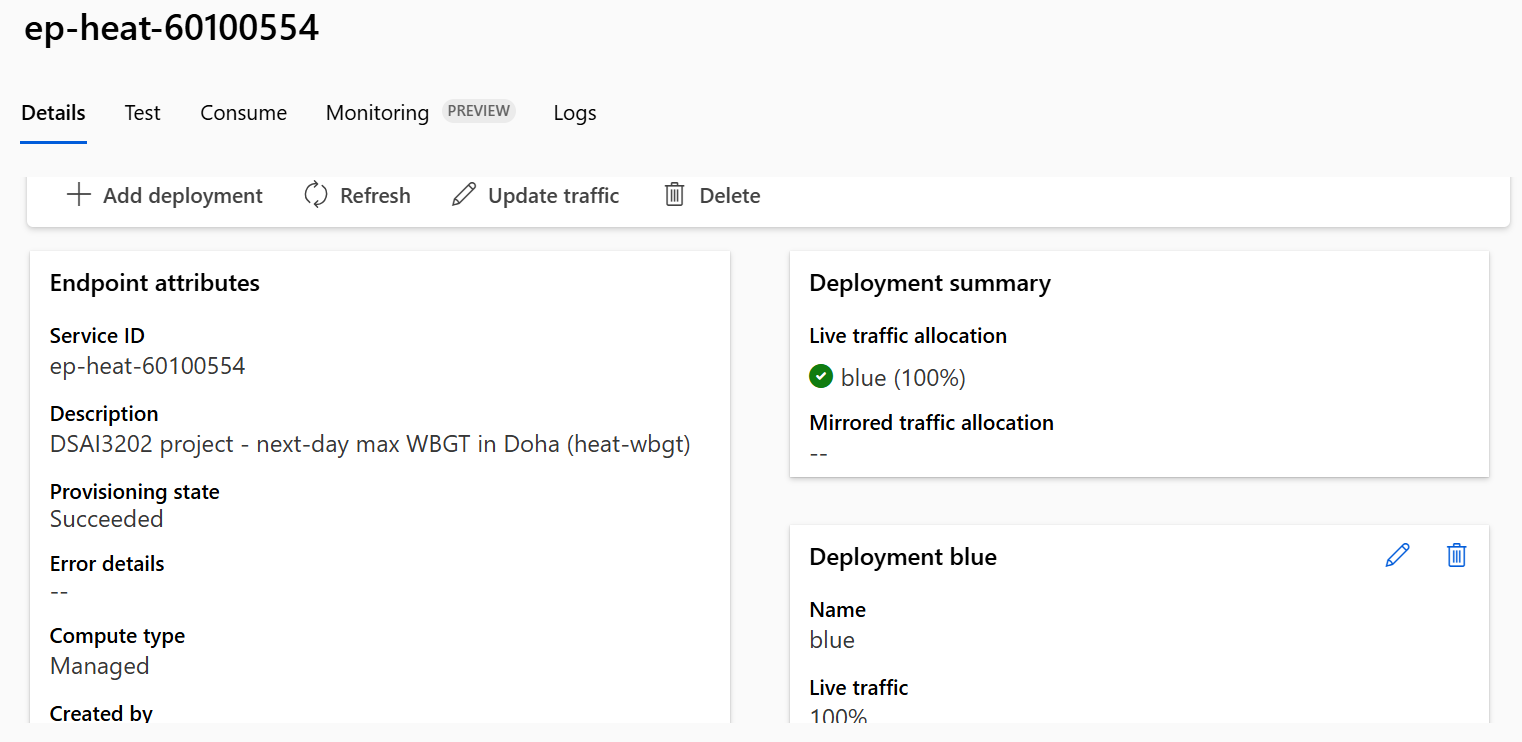 ep-heat-60100554
Details Test Consume Monitoring PREVIEW Logs
Add deployment Refresh Update traffic Delete
Endpoint attributes
Service ID
ep-heat-60100554
Description
DSAI3202 project - next-day max WBGT in Doha (heat-wbgt)
Provisioning state
Succeeded
Error details
--
Compute type
Managed
Created by
Deployment summary
Live traffic allocation
blue (100%)
Mirrored traffic allocation
--
Deployment blue
Name
blue
Live traffic
100%